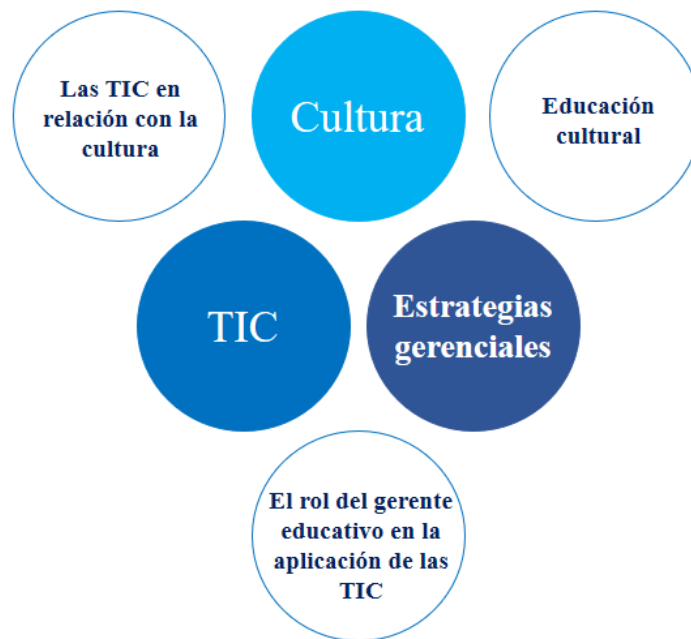 Las TIC en
relación con la
cultura
Cultura
Educación
cultural
TIC
Estrategias
gerenciales
El rol del gerente
educativo en la
aplicación de las
TIC